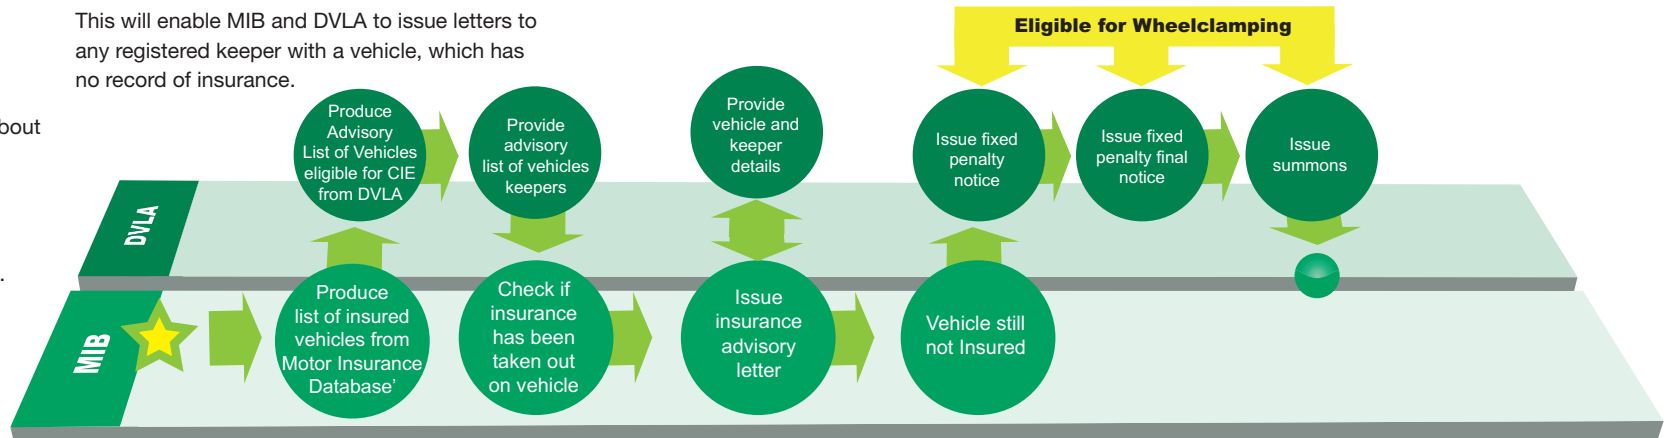 This will enable MIB and DVLA to issue letters to
any registered keeper with a vehicle, which has
no record of insurance.
.
Eligible for Wheelclamping
DVLA
Produce
Advisory
List of Vehicles
eligible for CIE
from DVLA
Provide
advisory
list of vehicles
keepers
Provide
vehicle and
keeper
details
Issue fixed
penalty
notice
Issue fixed
penalty final
notice
Issue
summons
MIB
Produce
list of insured
vehicles from
Motor Insurance
Database’
Check if
insurance
has been
taken out
on vehicle
Issue
insurance
advisory
letter
Vehicle still
not Insured